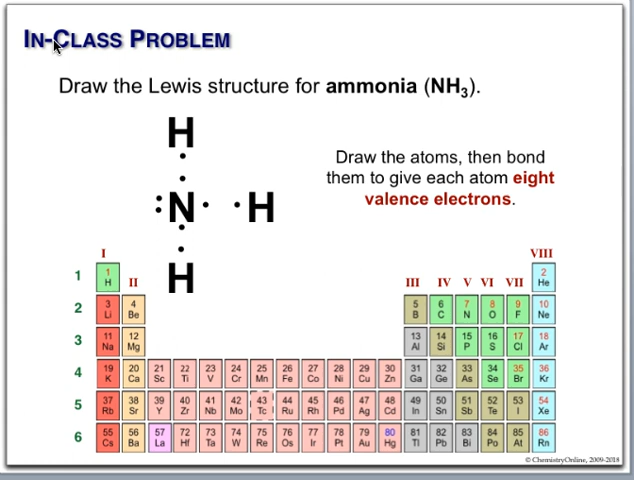 IN-CLASS PROBLEM
Draw the Lewis structure for ammonia (NH₃).
H
:N· ·H
H
Draw the atoms, then bond
them to give each atom eight
valence electrons.
I II III IV V VI VII VIII
1 1 H 2 He
2 3 Li 4 Be 5 B 6 C 7 N 8 O 9 F 10 Ne
3 11 Na 12 Mg 13 Al 14 Si 15 P 16 S 17 Cl 18 Ar
4 19 K 20 Ca 21 Sc 22 Ti 23 V 24 Cr 25 Mn 26 Fe 27 Co 28 Ni 29 Cu 30 Zn 31 Ga 32 Ge 33 As 34 Se 35 Br 36 Kr
5 37 Rb 38 Sr 39 Y 40 Zr 41 Nb 42 Mo 43 Tc 44 Ru 45 Rh 46 Pd 47 Ag 48 Cd 49 In 50 Sn 51 Sb 52 Te 53 I 54 Xe
6 55 Cs 56 Ba 57 La 72 Hf 73 Ta 74 W 75 Re 76 Os 77 Ir 78 Pt 79 Au 80 Hg 81 Tl 82 Pb 83 Bi 84 Po 85 At 86 Rn
© ChemistryOnline, 2009-2018